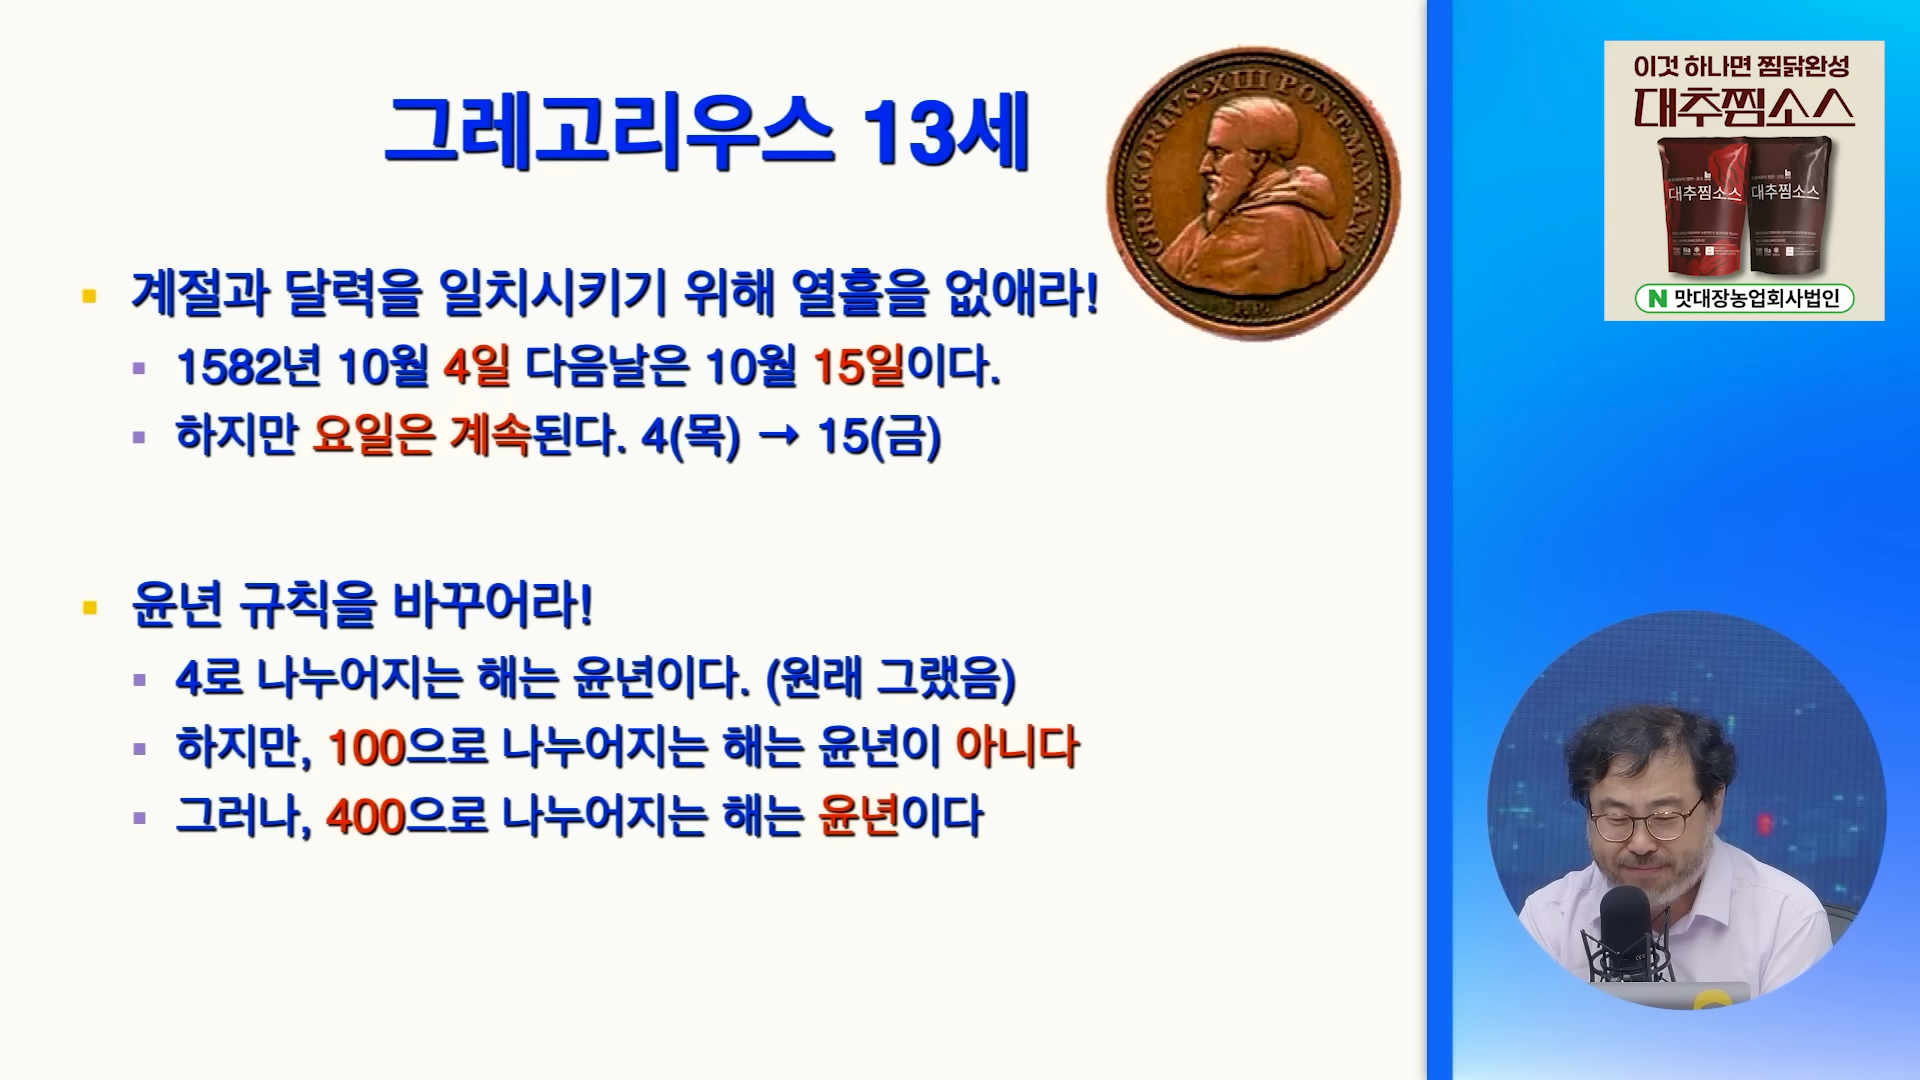 그레고리우스 13세
GREGORIVS·XIII PONT·MAX·AN·I
계절과 달력을 일치시키기 위해 열흘을 없애라!
1582년 10월 4일 다음날은 10월 15일이다.
하지만 요일은 계속된다. 4(목) → 15(금)
윤년 규칙을 바꾸어라!
4로 나누어지는 해는 윤년이다. (원래 그랬음)
하지만, 100으로 나누어지는 해는 윤년이 아니다
그러나, 400으로 나누어지는 해는 윤년이다
이것 하나면 찜닭완성
대추찜소스
대추찜소스
대추찜소스
N 맛대장농업회사법인